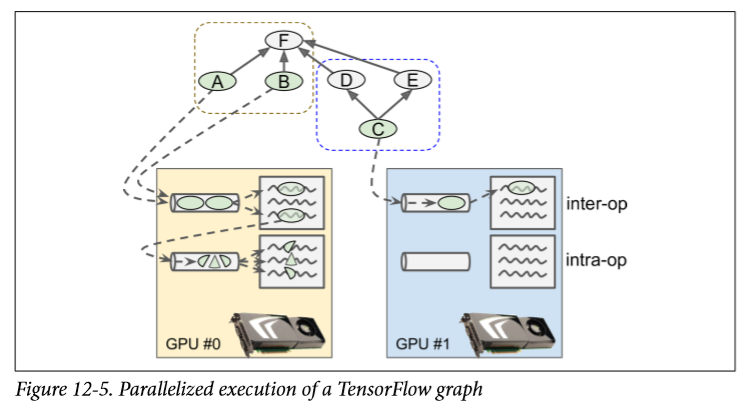 F
A
B
D
E
C
inter-op
intra-op
GPU #0
GPU #1
Figure 12-5. Parallelized execution of a TensorFlow graph